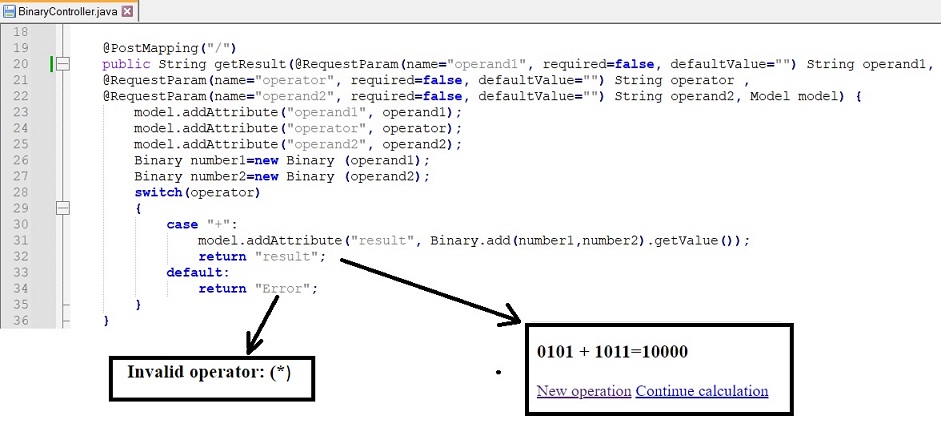 BinaryController.java
18
19 @PostMapping("/")
20 public String getResult(@RequestParam(name="operand1", required=false, defaultValue="") String operand1,
21 @RequestParam(name="operator", required=false, defaultValue="") String operator ,
22 @RequestParam(name="operand2", required=false, defaultValue="") String operand2, Model model) {
23 model.addAttribute("operand1", operand1);
24 model.addAttribute("operator", operator);
25 model.addAttribute("operand2", operand2);
26 Binary number1=new Binary (operand1);
27 Binary number2=new Binary (operand2);
28 switch(operator)
29 {
30 case "+":
31 model.addAttribute("result", Binary.add(number1,number2).getValue());
32 return "result";
33 default:
34 return "Error";
35 }
36 }
Invalid operator: (*)
0101 + 1011=10000
New operation Continue calculation